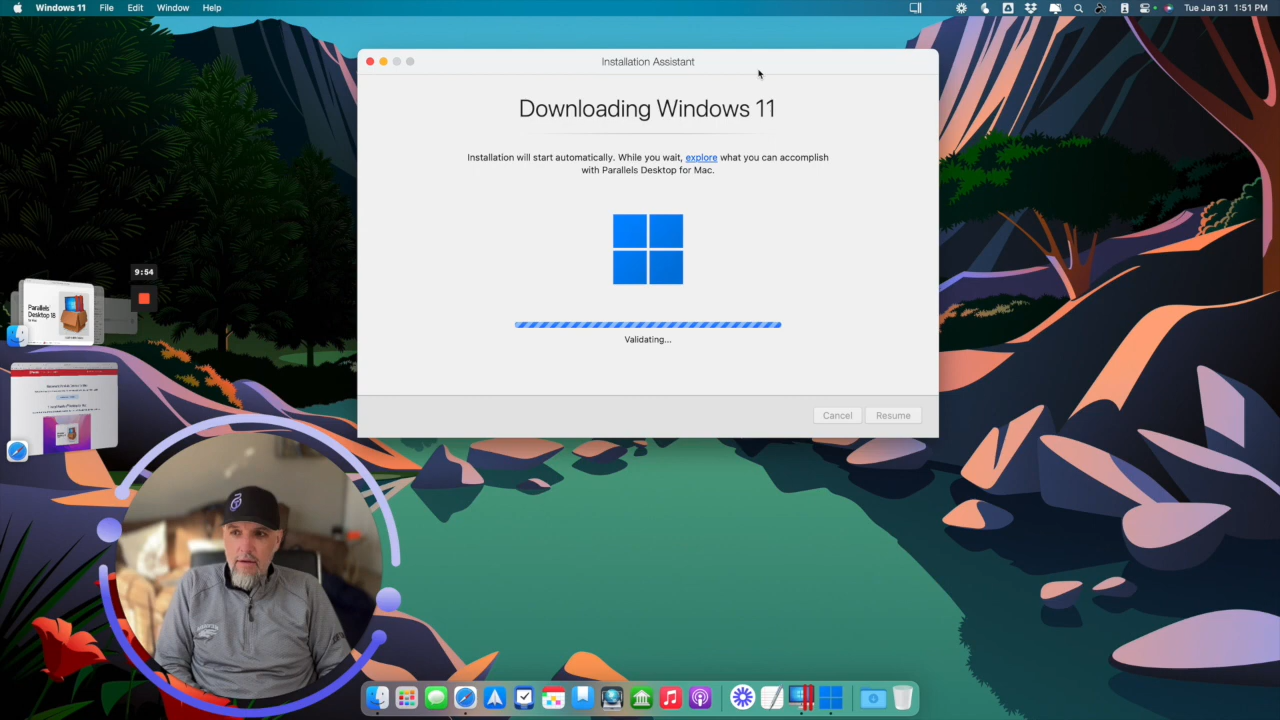 Windows 11 File Edit Window Help
Tue Jan 31 1:51 PM
Installation Assistant
Downloading Windows 11
Installation will start automatically. While you wait, explore what you can accomplish
with Parallels Desktop for Mac.
Validating...
Cancel Resume
9:54
Parallels
Desktop 18